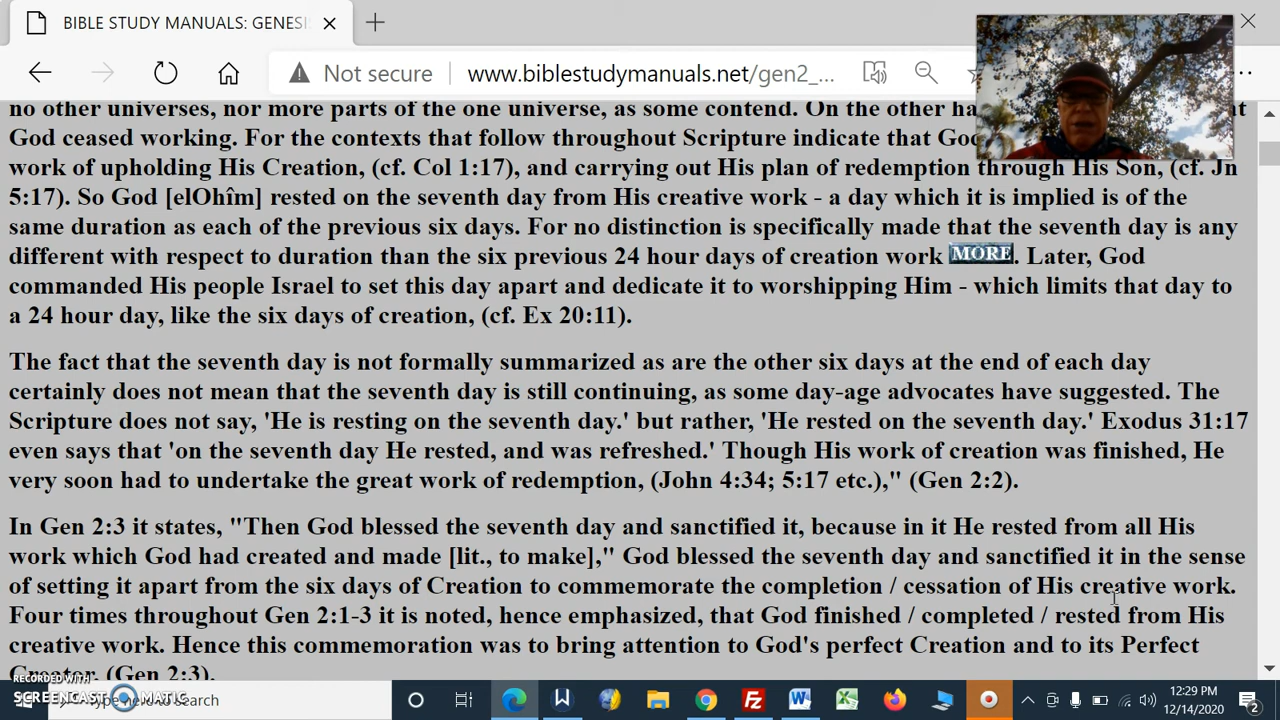 BIBLE STUDY MANUALS: GENESI
Not secure
www.biblestudymanuals.net/gen2_...
no other universes, nor more parts of the one universe, as some contend. On the other ha
God ceased working. For the contexts that follow throughout Scripture indicate that God
work of upholding His Creation, (cf. Col 1:17), and carrying out His plan of redemption through His Son, (cf. Jn
5:17). So God [elOhîm] rested on the seventh day from His creative work - a day which it is implied is of the
same duration as each of the previous six days. For no distinction is specifically made that the seventh day is any
different with respect to duration than the six previous 24 hour days of creation work MORE. Later, God
commanded His people Israel to set this day apart and dedicate it to worshipping Him - which limits that day to
a 24 hour day, like the six days of creation, (cf. Ex 20:11).
The fact that the seventh day is not formally summarized as are the other six days at the end of each day
certainly does not mean that the seventh day is still continuing, as some day-age advocates have suggested. The
Scripture does not say, 'He is resting on the seventh day.' but rather, 'He rested on the seventh day.' Exodus 31:17
even says that 'on the seventh day He rested, and was refreshed.' Though His work of creation was finished, He
very soon had to undertake the great work of redemption, (John 4:34; 5:17 etc.)," (Gen 2:2).
In Gen 2:3 it states, "Then God blessed the seventh day and sanctified it, because in it He rested from all His
work which God had created and made [lit., to make]," God blessed the seventh day and sanctified it in the sense
of setting it apart from the six days of Creation to commemorate the completion / cessation of His creative work.
Four times throughout Gen 2:1-3 it is noted, hence emphasized, that God finished / completed / rested from His
creative work. Hence this commemoration was to bring attention to God's perfect Creation and to its Perfect
Creator, (Gen 2:3).
RECORDED WITH
SCREENCAST MATIC
Type here to search
12:29 PM
12/14/2020
2